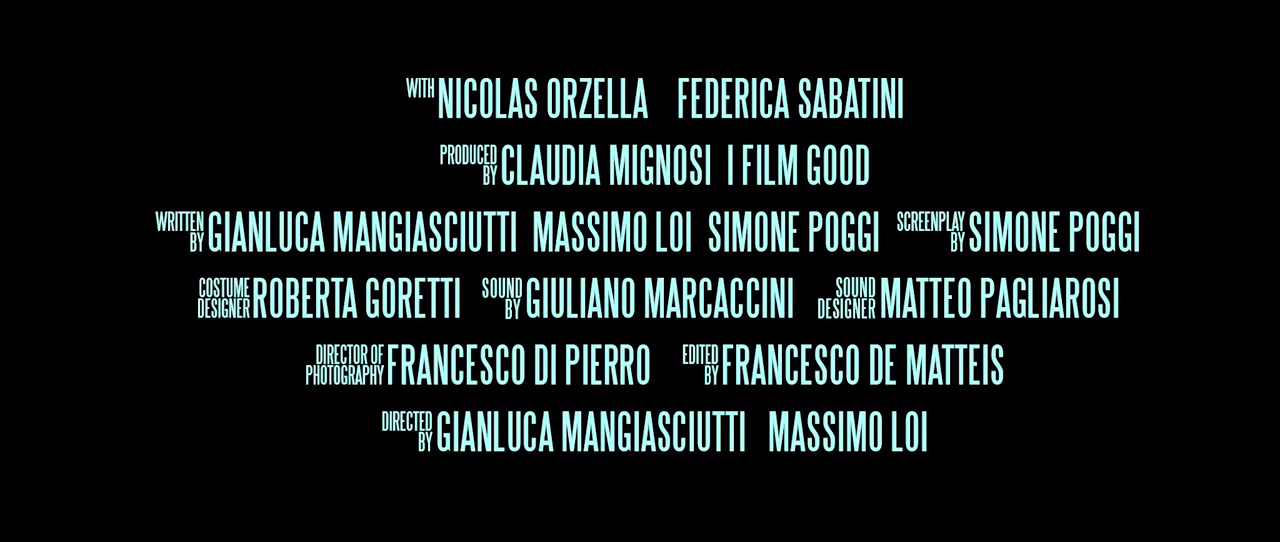 WITH NICOLAS ORZELLA FEDERICA SABATINI
PRODUCED BY CLAUDIA MIGNOSI I FILM GOOD
WRITTEN BY GIANLUCA MANGIASCIUTTI MASSIMO LOI SIMONE POGGI SCREENPLAY BY SIMONE POGGI
COSTUME DESIGNER ROBERTA GORETTI SOUND BY GIULIANO MARCACCINI SOUND DESIGNER MATTEO PAGLIAROSI
DIRECTOR OF PHOTOGRAPHY FRANCESCO DI PIERRO EDITED BY FRANCESCO DE MATTEIS
DIRECTED BY GIANLUCA MANGIASCIUTTI MASSIMO LOI